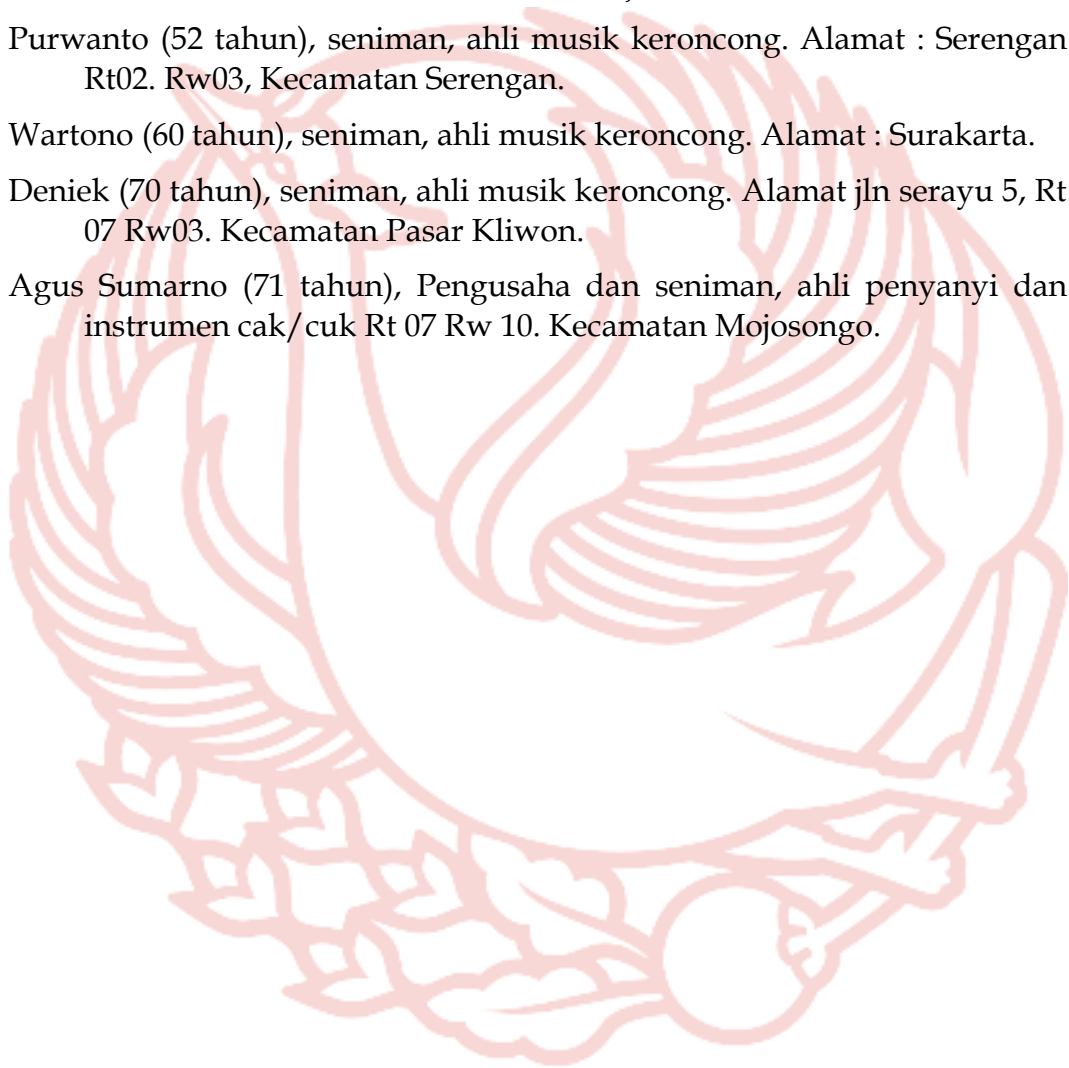 Purwanto (52 tahun), seniman, ahli musik keroncong. Alamat : Serengan
Rt02. Rw03, Kecamatan Serengan.
Wartono (60 tahun), seniman, ahli musik keroncong. Alamat : Surakarta.
Deniek (70 tahun), seniman, ahli musik keroncong. Alamat jln serayu 5, Rt
07 Rw03. Kecamatan Pasar Kliwon.
Agus Sumarno (71 tahun), Pengusaha dan seniman, ahli penyanyi dan
instrumen cak/cuk Rt 07 Rw 10. Kecamatan Mojosongo.